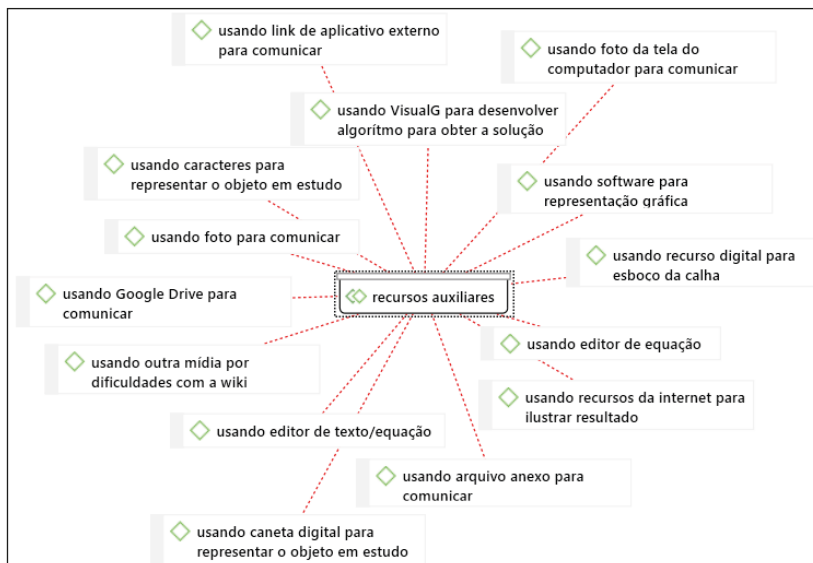 usando link de aplicativo externo
para comunicar
usando foto da tela do
computador para comunicar
usando VisualG para desenvolver
algorítmo para obter a solução
usando caracteres para
representar o objeto em estudo
usando software para
representação gráfica
usando foto para comunicar
usando recurso digital para
esboco da calha
usando Google Drive para
comunicar
recursos auxiliares
usando editor de equação
usando outra mídia por
dificuldades com a wiki
usando recursos da internet para
ilustrar resultado
usando editor de texto/equação
usando arquivo anexo para
comunicar
usando caneta digital para
representar o objeto em estudo